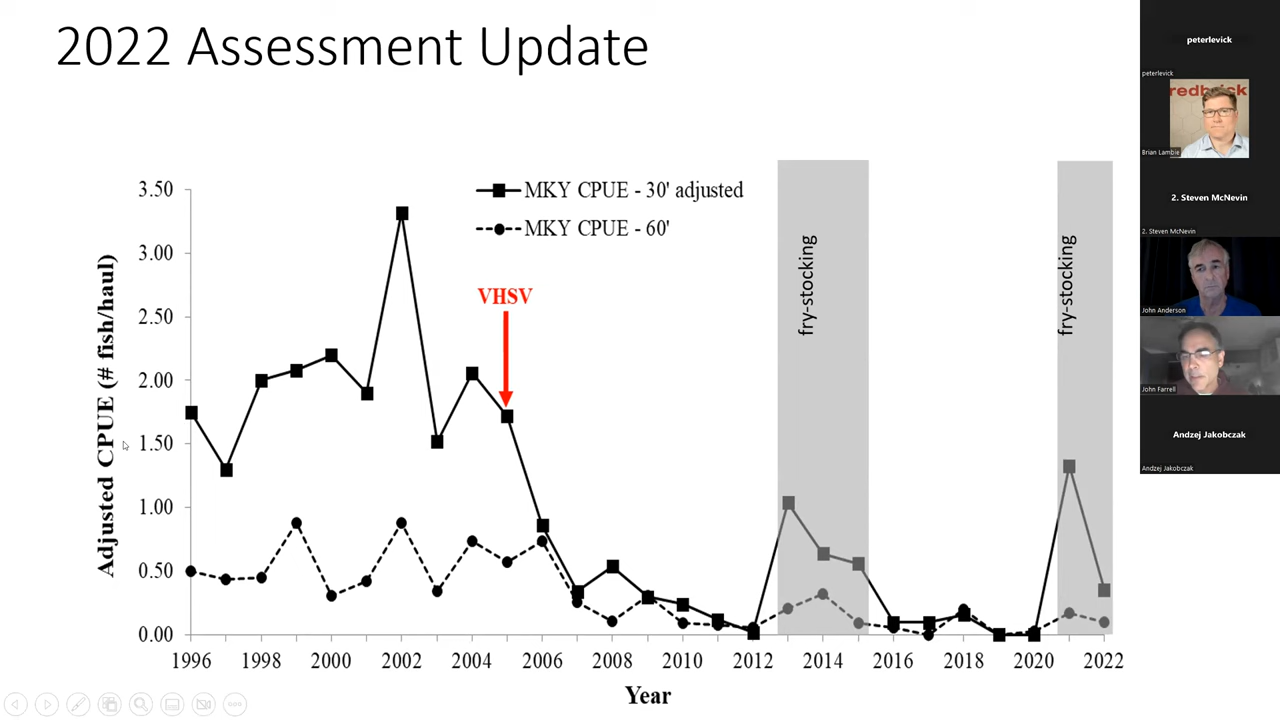 2022 Assessment Update
MKY CPUE - 30' adjusted
MKY CPUE - 60'
VHSV
fry-stocking
fry-stocking
Adjusted CPUE (# fish/haul)
3.50
3.00
2.50
2.00
1.50
1.00
0.50
0.00
1996 1998 2000 2002 2004 2006 2008 2010 2012 2014 2016 2018 2020 2022
Year
peterlevick
peterlevick
redbrick
Brian Lambie
2. Steven McNevin
2. Steven McNevin
John Anderson
John Farrell
Andzej Jakobczak
Andzej Jakobczak